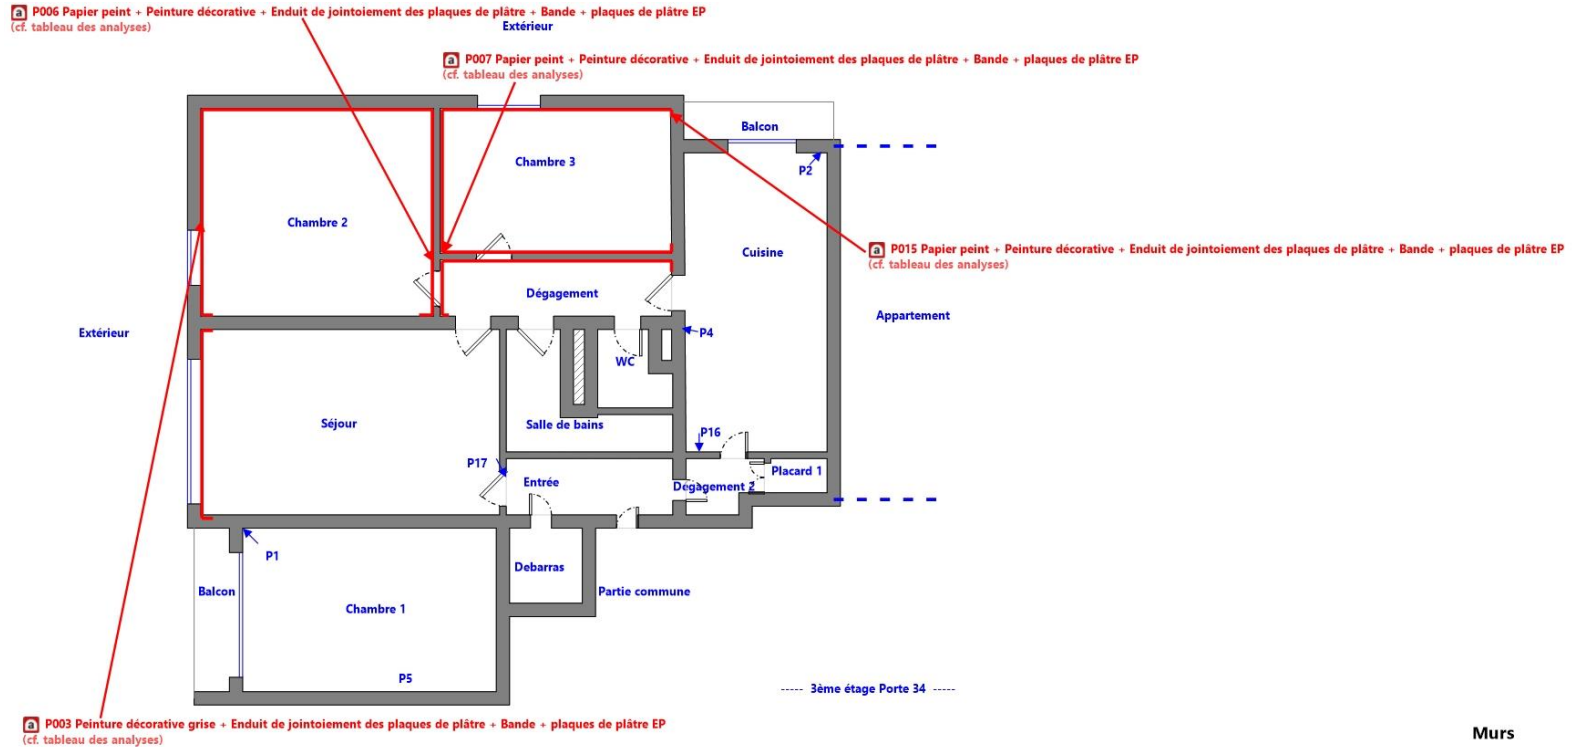 a P006 Papier peint + Peinture décorative + Enduit de jointoiement des plaques de plâtre + Bande + plaques de plâtre EP
(cf. tableau des analyses)
Extérieur
a P007 Papier peint + Peinture décorative + Enduit de jointoiement des plaques de plâtre + Bande + plaques de plâtre EP
(cf. tableau des analyses)
Balcon
Chambre 3
P2
Chambre 2
Cuisine
a P015 Papier peint + Peinture décorative + Enduit de jointoiement des plaques de plâtre + Bande + plaques de plâtre EP
(cf. tableau des analyses)
Dégagement
Appartement
Extérieur
P4
WC
Séjour
Salle de bains
P16
P17
Placard 1
Entrée
Dégagement 2
P1
Debarras
Balcon
Partie commune
Chambre 1
P5
----- 3ème étage Porte 34 -----
a P003 Peinture décorative grise + Enduit de jointoiement des plaques de plâtre + Bande + plaques de plâtre EP
(cf. tableau des analyses)
Murs